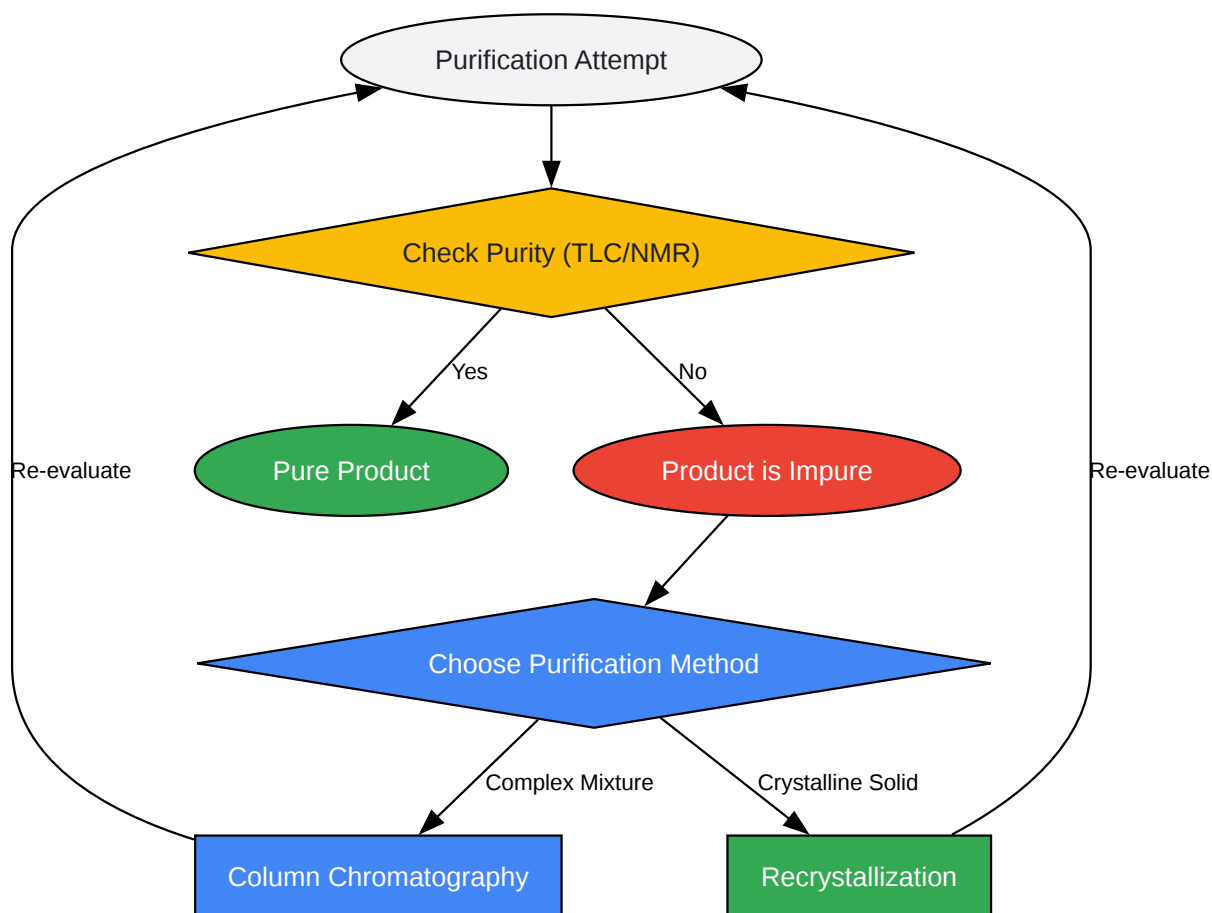 Purification Attempt
Check Purity (TLC/NMR)
Yes
No
Pure Product
Product is Impure
Re-evaluate
Re-evaluate
Choose Purification Method
Complex Mixture
Crystalline Solid
Column Chromatography
Recrystallization